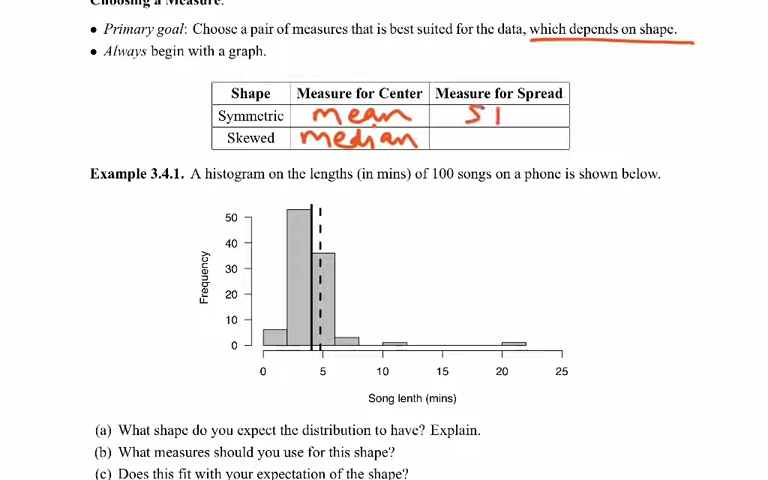 Choosing a Measure:
• Primary goal: Choose a pair of measures that is best suited for the data, which depends on shape.
• Always begin with a graph.
Shape Measure for Center Measure for Spread
Symmetric mean S
Skewed median
Example 3.4.1. A histogram on the lengths (in mins) of 100 songs on a phone is shown below.
50
40
30
20
10
0
Frequency
0 5 10 15 20 25
Song lenth (mins)
(a) What shape do you expect the distribution to have? Explain.
(b) What measures should you use for this shape?
(c) Does this fit with your expectation of the shape?